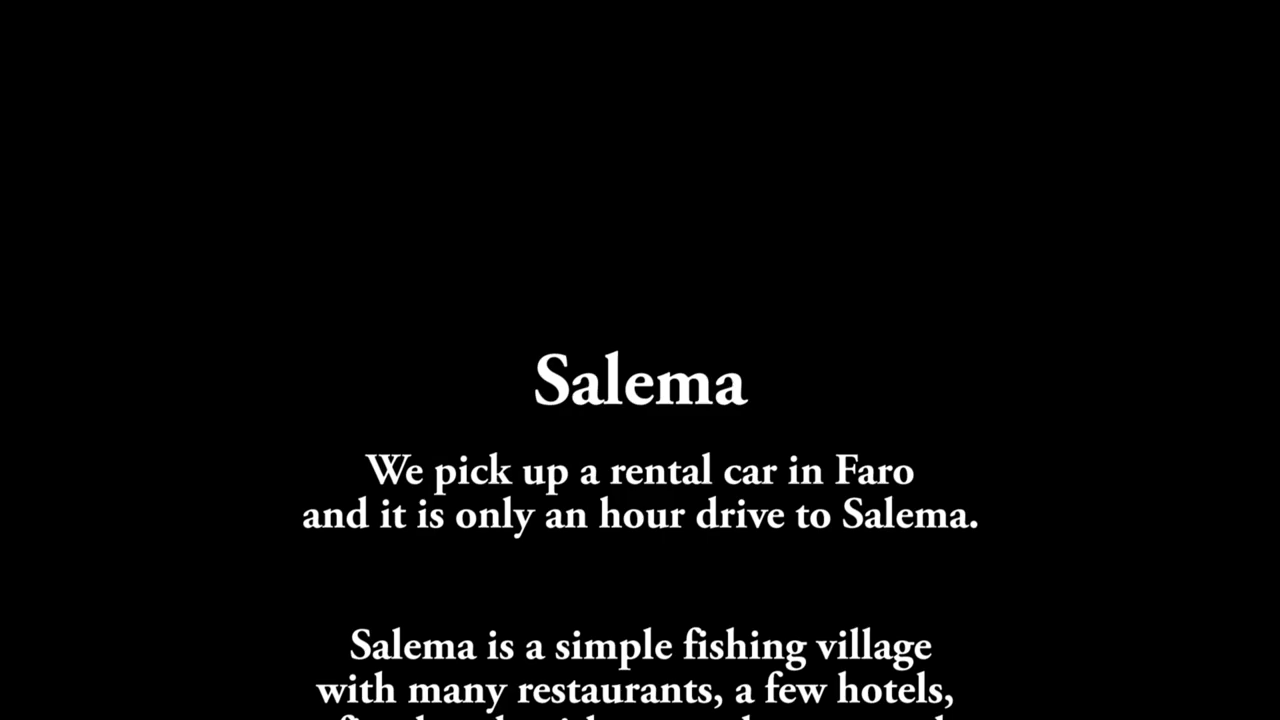 Salema
We pick up a rental car in Faro
and it is only an hour drive to Salema.
Salema is a simple fishing village
with many restaurants, a few hotels,